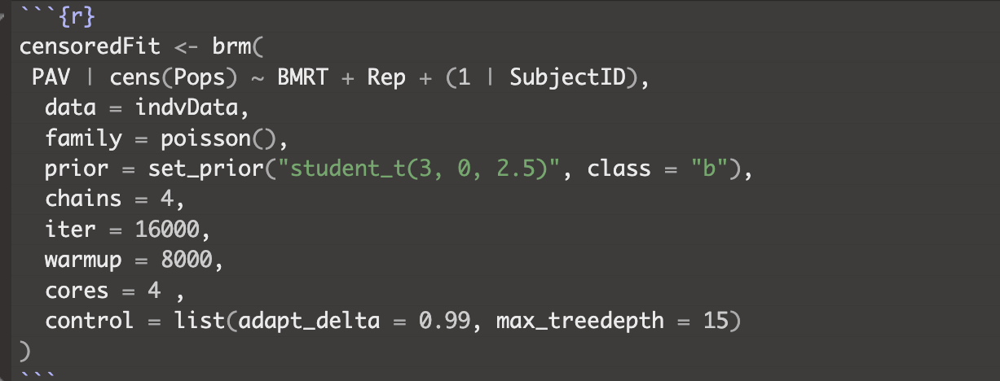 ```{r}
censoredFit <- brm(
 PAV | cens(Pops) ~ BMRT + Rep + (1 | SubjectID),
  data = indvData,
  family = poisson(),
  prior = set_prior("student_t(3, 0, 2.5)", class = "b"),
  chains = 4,
  iter = 16000,
  warmup = 8000,
  cores = 4 ,
  control = list(adapt_delta = 0.99, max_treedepth = 15)
)
```